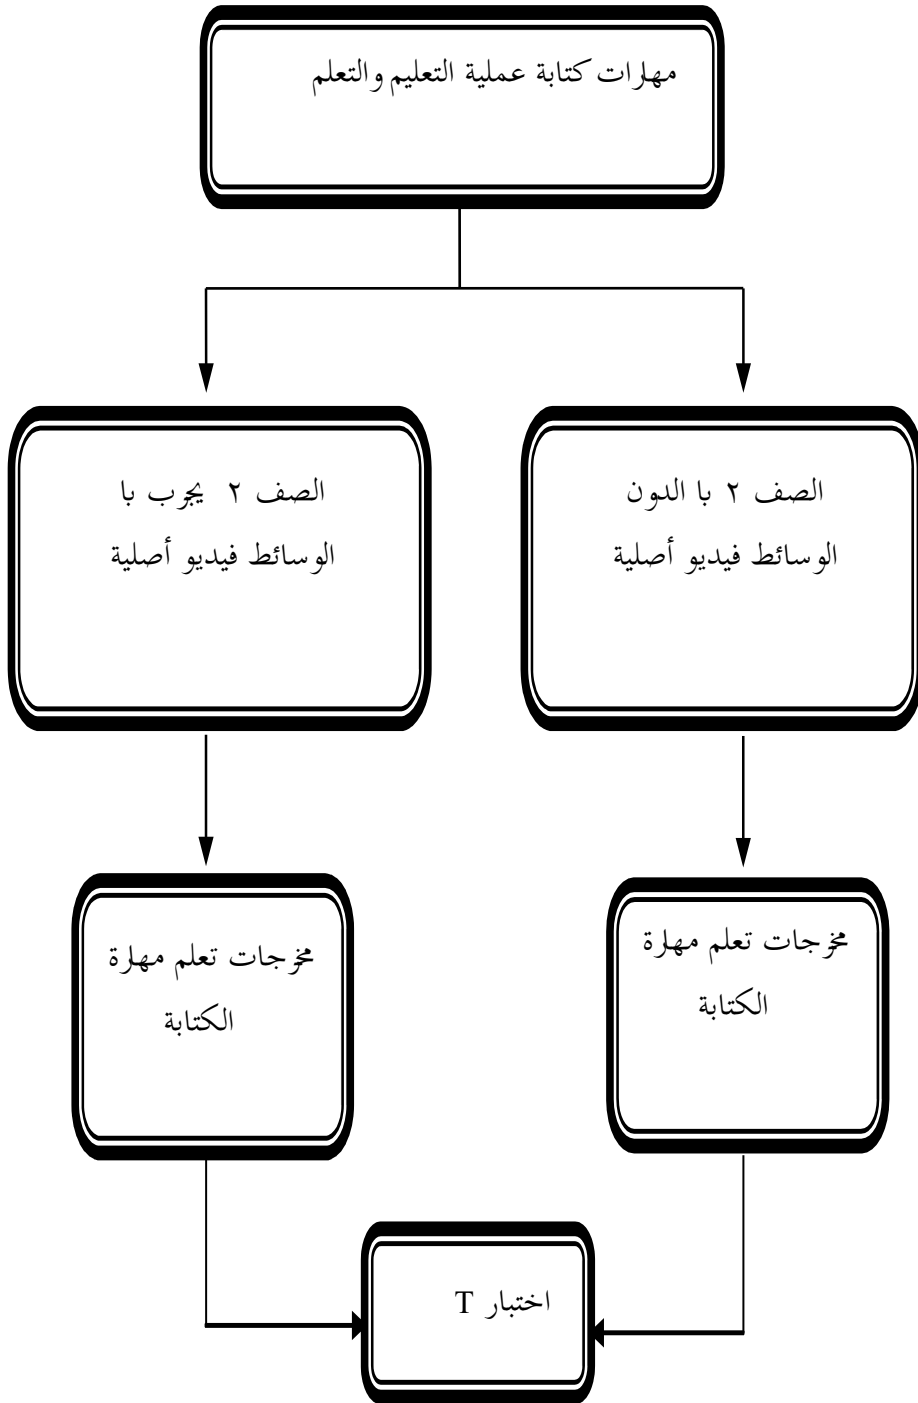 مهارات كتابة عملية التعليم والتعلم
الصف ٢ با الدون
الوسائط فيديو أصلية
الصف ٢ يجرب با
الوسائط فيديو أصلية
مخرجات تعلم مهارة
الكتابة
مخرجات تعلم مهارة
الكتابة
اختبار T